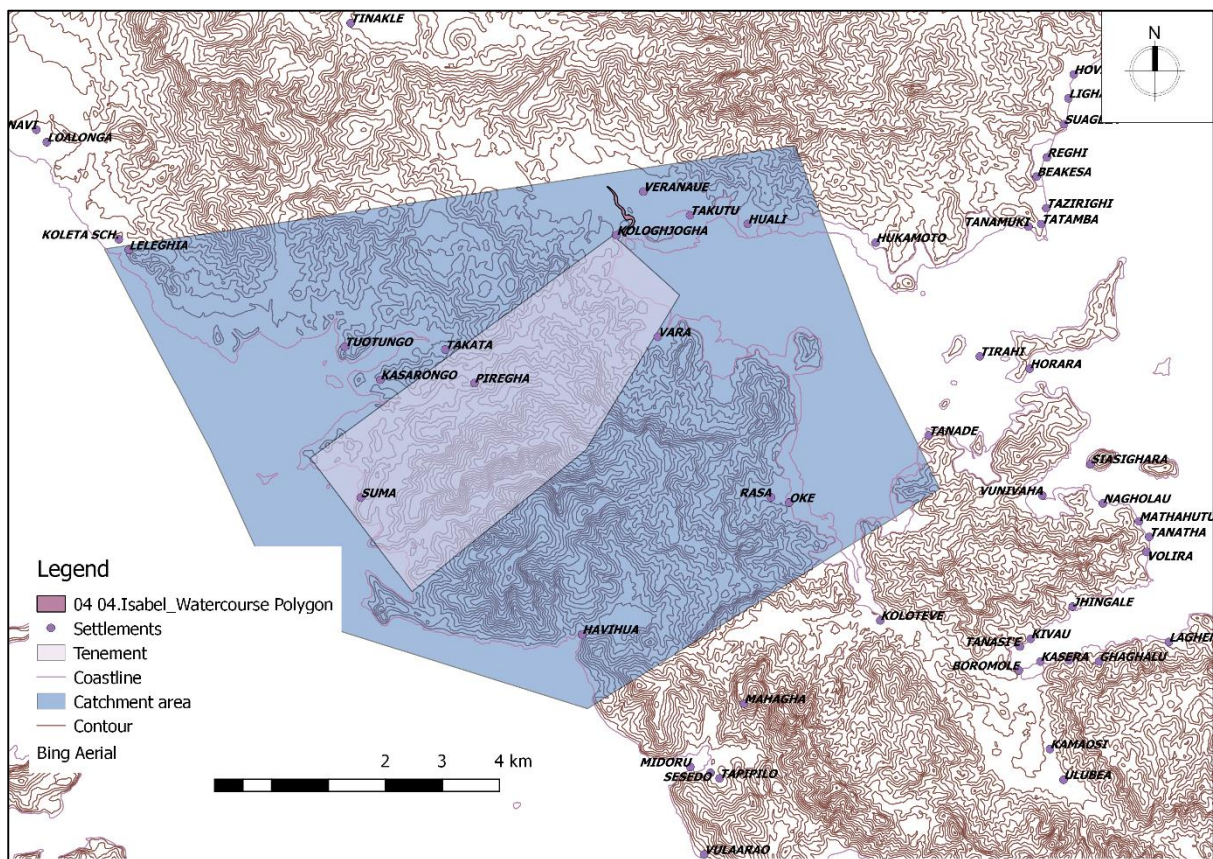 TINAKLE
N
HOV
LIGHA
NAVI
LOALONGA
REGHI
BEAKESA
VERANAUE
TAZIRIGHI
TAKUTU
HUALI
TANAMUKI
TATAMBA
KOLETA SCH.
KOLOGHJOGHA
HUKAMOTO
LELEGHIA
TUOTUNGO
TAKATA
VARA
TIRAHI
HORARA
KASARONGO
PIREGHA
TANADE
SIASIGHARA
SUMA
RASA
OKE
VUNIVAHA
NAGHOLAU
MATHAHUTU
TANATHA
VOLIRA
Legend
04 04.Isabel_Watercourse Polygon
Settlements
Tenement
Coastline
Catchment area
Contour
Bing Aerial
JHINGALE
KOLOTEVE
HAVIHUA
TANASI'E
KIVAU
LAGHEI
BOROMOLE
KASERA
GHAGHALU
MAHAGHA
KAMAOSI
2 3 4 km
MIDORU
SESEDO
TAPIPILO
ULUBEA
VULAARAO